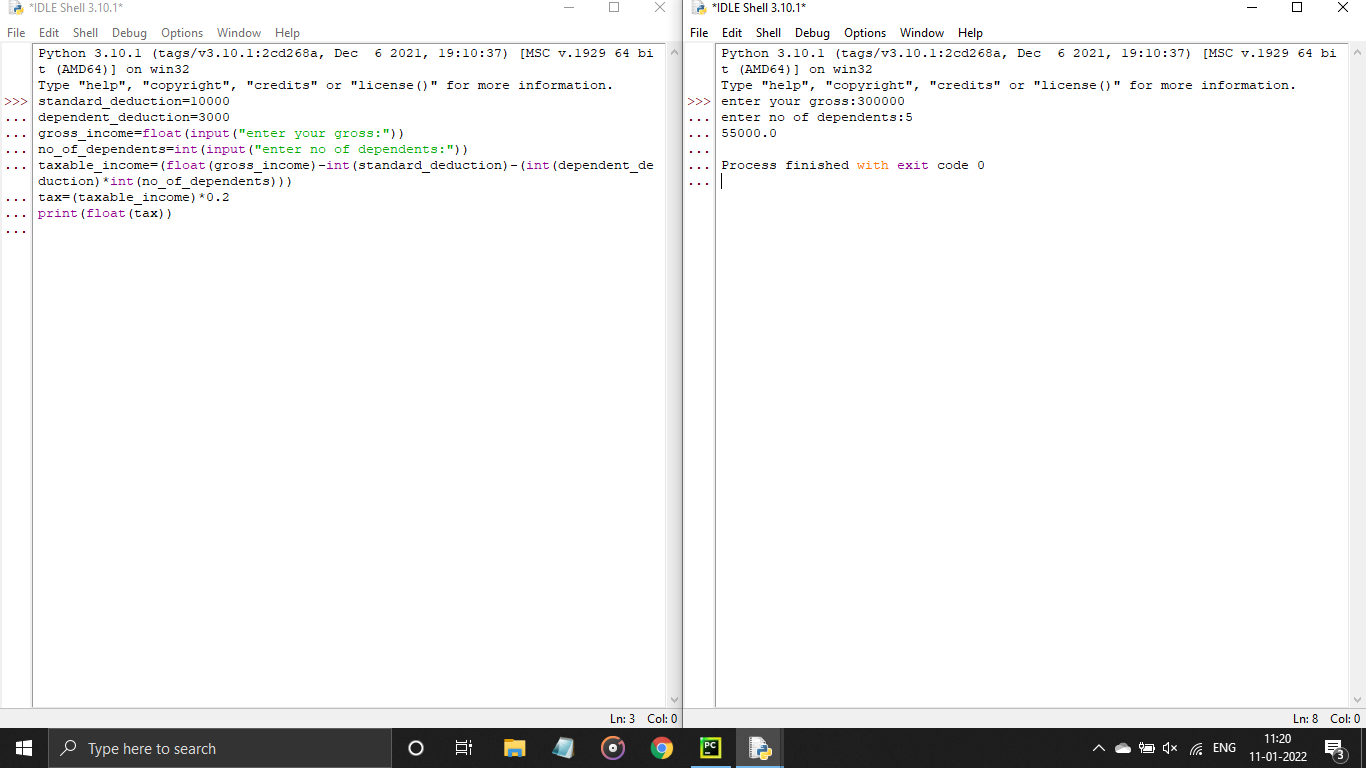 *IDLE Shell 3.10.1*
File Edit Shell Debug Options Window Help
Python 3.10.1 (tags/v3.10.1:2cd268a, Dec  6 2021, 19:10:37) [MSC v.1929 64 bi
t (AMD64)] on win32
Type "help", "copyright", "credits" or "license()" for more information.
>>> standard_deduction=10000
... dependent_deduction=3000
... gross_income=float(input("enter your gross:"))
... no_of_dependents=int(input("enter no of dependents:"))
... taxable_income=(float(gross_income)-int(standard_deduction)-(int(dependent_de
duction)*int(no_of_dependents)))
... tax=(taxable_income)*0.2
... print(float(tax))
...
Ln: 3 Col: 0
*IDLE Shell 3.10.1*
File Edit Shell Debug Options Window Help
Python 3.10.1 (tags/v3.10.1:2cd268a, Dec  6 2021, 19:10:37) [MSC v.1929 64 bi
t (AMD64)] on win32
Type "help", "copyright", "credits" or "license()" for more information.
>>> enter your gross:300000
... enter no of dependents:5
... 55000.0
...
... Process finished with exit code 0
...
Ln: 8 Col: 0
Type here to search
PC
ENG
11:20
11-01-2022
3